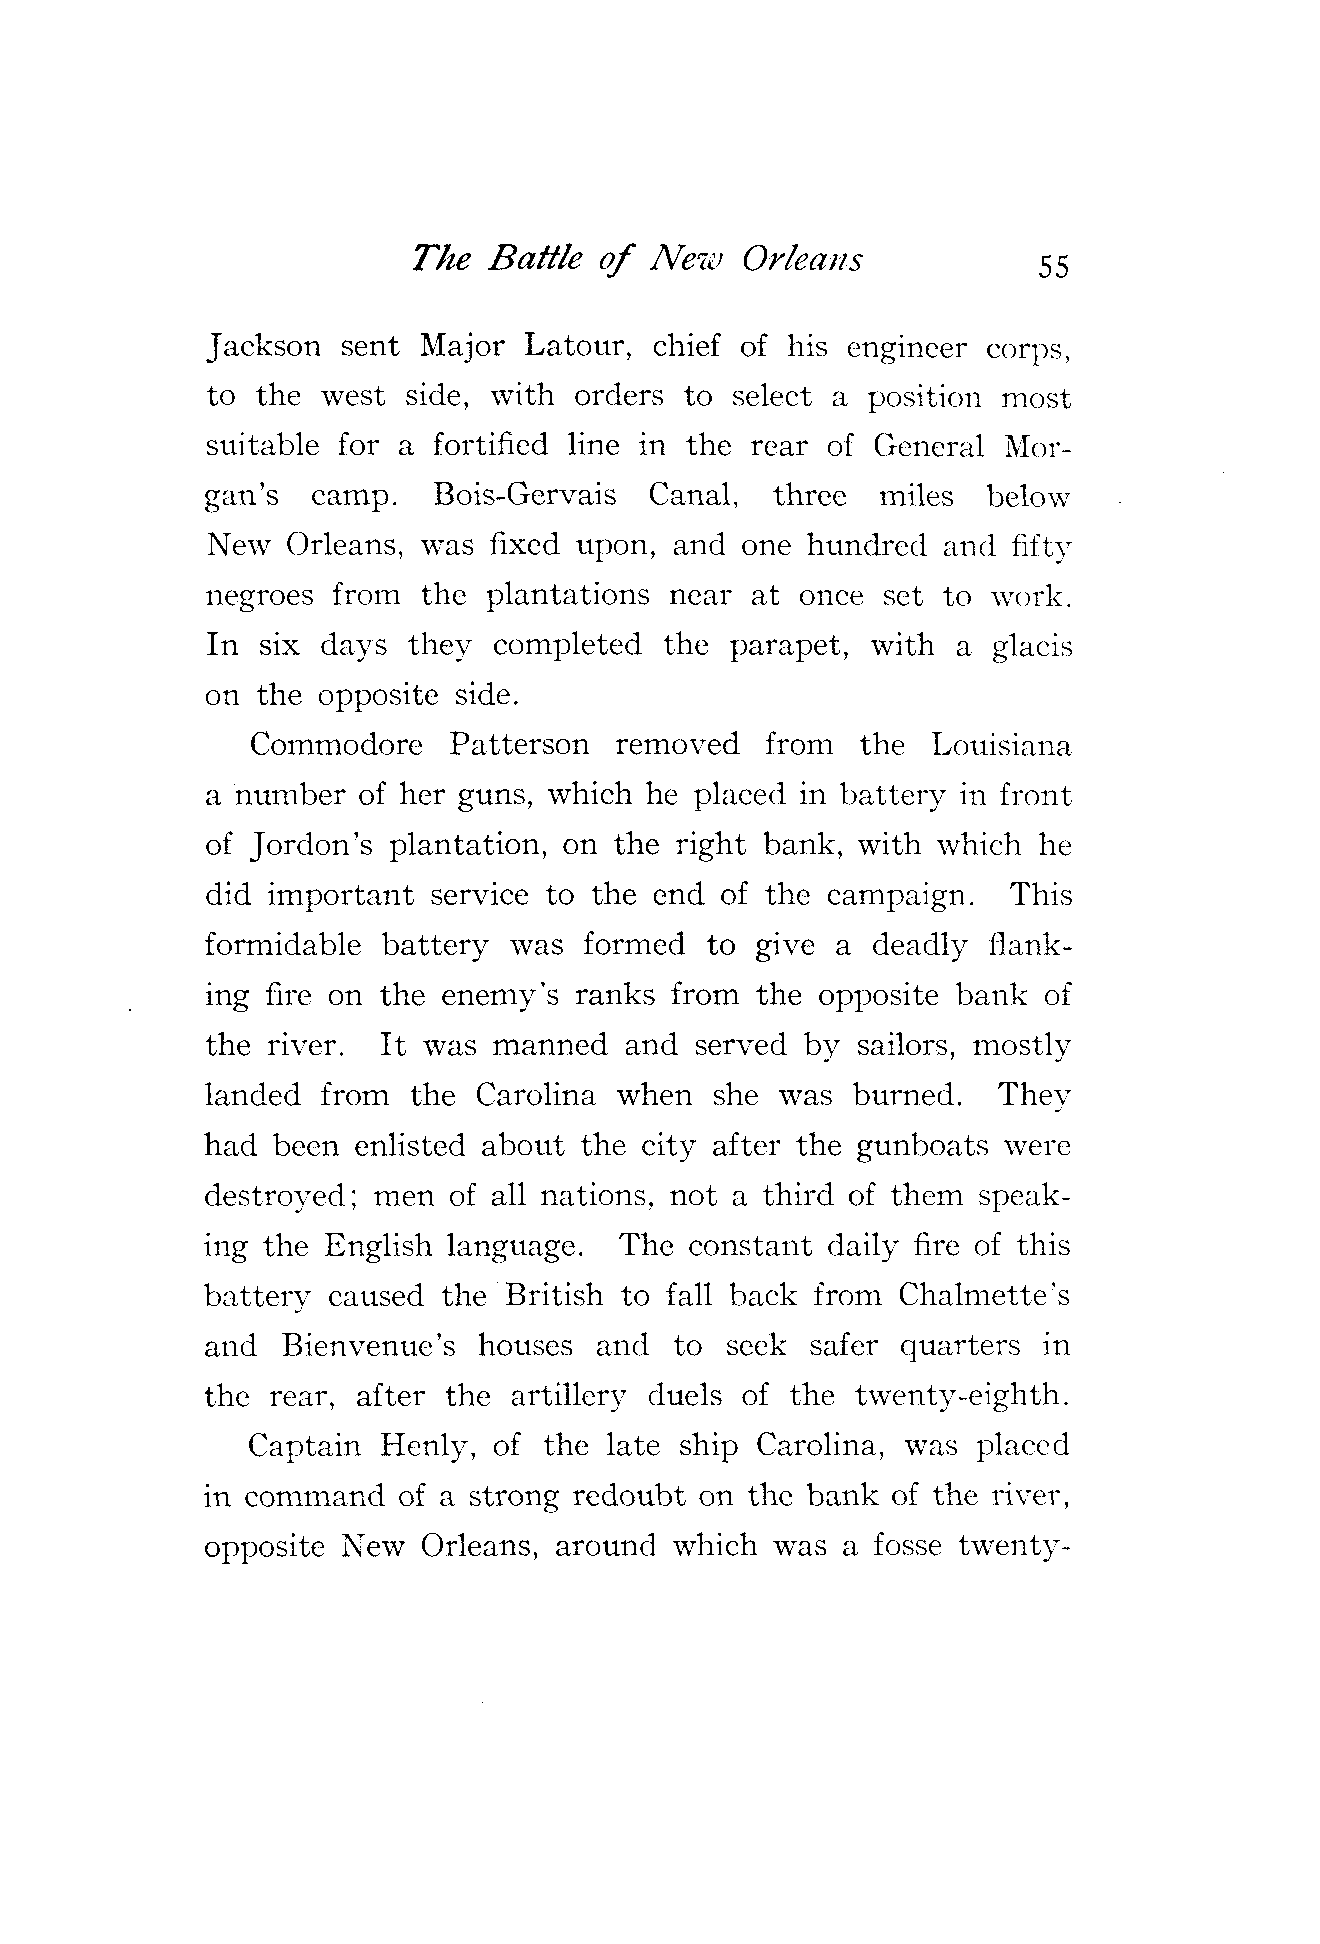 The Battle of New Orleans 55
Jackson sent Major Latour, chief of his engineer corps,
to the west side, with orders to select a position most
suitable for a fortified line in the rear of General Mor-
gan's camp. Bois-Gervais Canal, three miles below
New Orleans, was fixed upon, and one hundred and fifty
negroes from the plantations near at once set to work.
In six days they completed the parapet, with a glacis
on the opposite side.
Commodore Patterson removed from the Louisiana
a number of her guns, which he placed in battery in front
of Jordon's plantation, on the right bank, with which he
did important service to the end of the campaign. This
formidable battery was formed to give a deadly flank-
ing fire on the enemy's ranks from the opposite bank of
the river. It was manned and served by sailors, mostly
landed from the Carolina when she was burned. They
had been enlisted about the city after the gunboats were
destroyed; men of all nations, not a third of them speak-
ing the English language. The constant daily fire of this
battery caused the British to fall back from Chalmette's
and Bienvenue's houses and to seek safer quarters in
the rear, after the artillery duels of the twenty-eighth.
Captain Henly, of the late ship Carolina, was placed
in command of a strong redoubt on the bank of the river,
opposite New Orleans, around which was a fosse twenty-